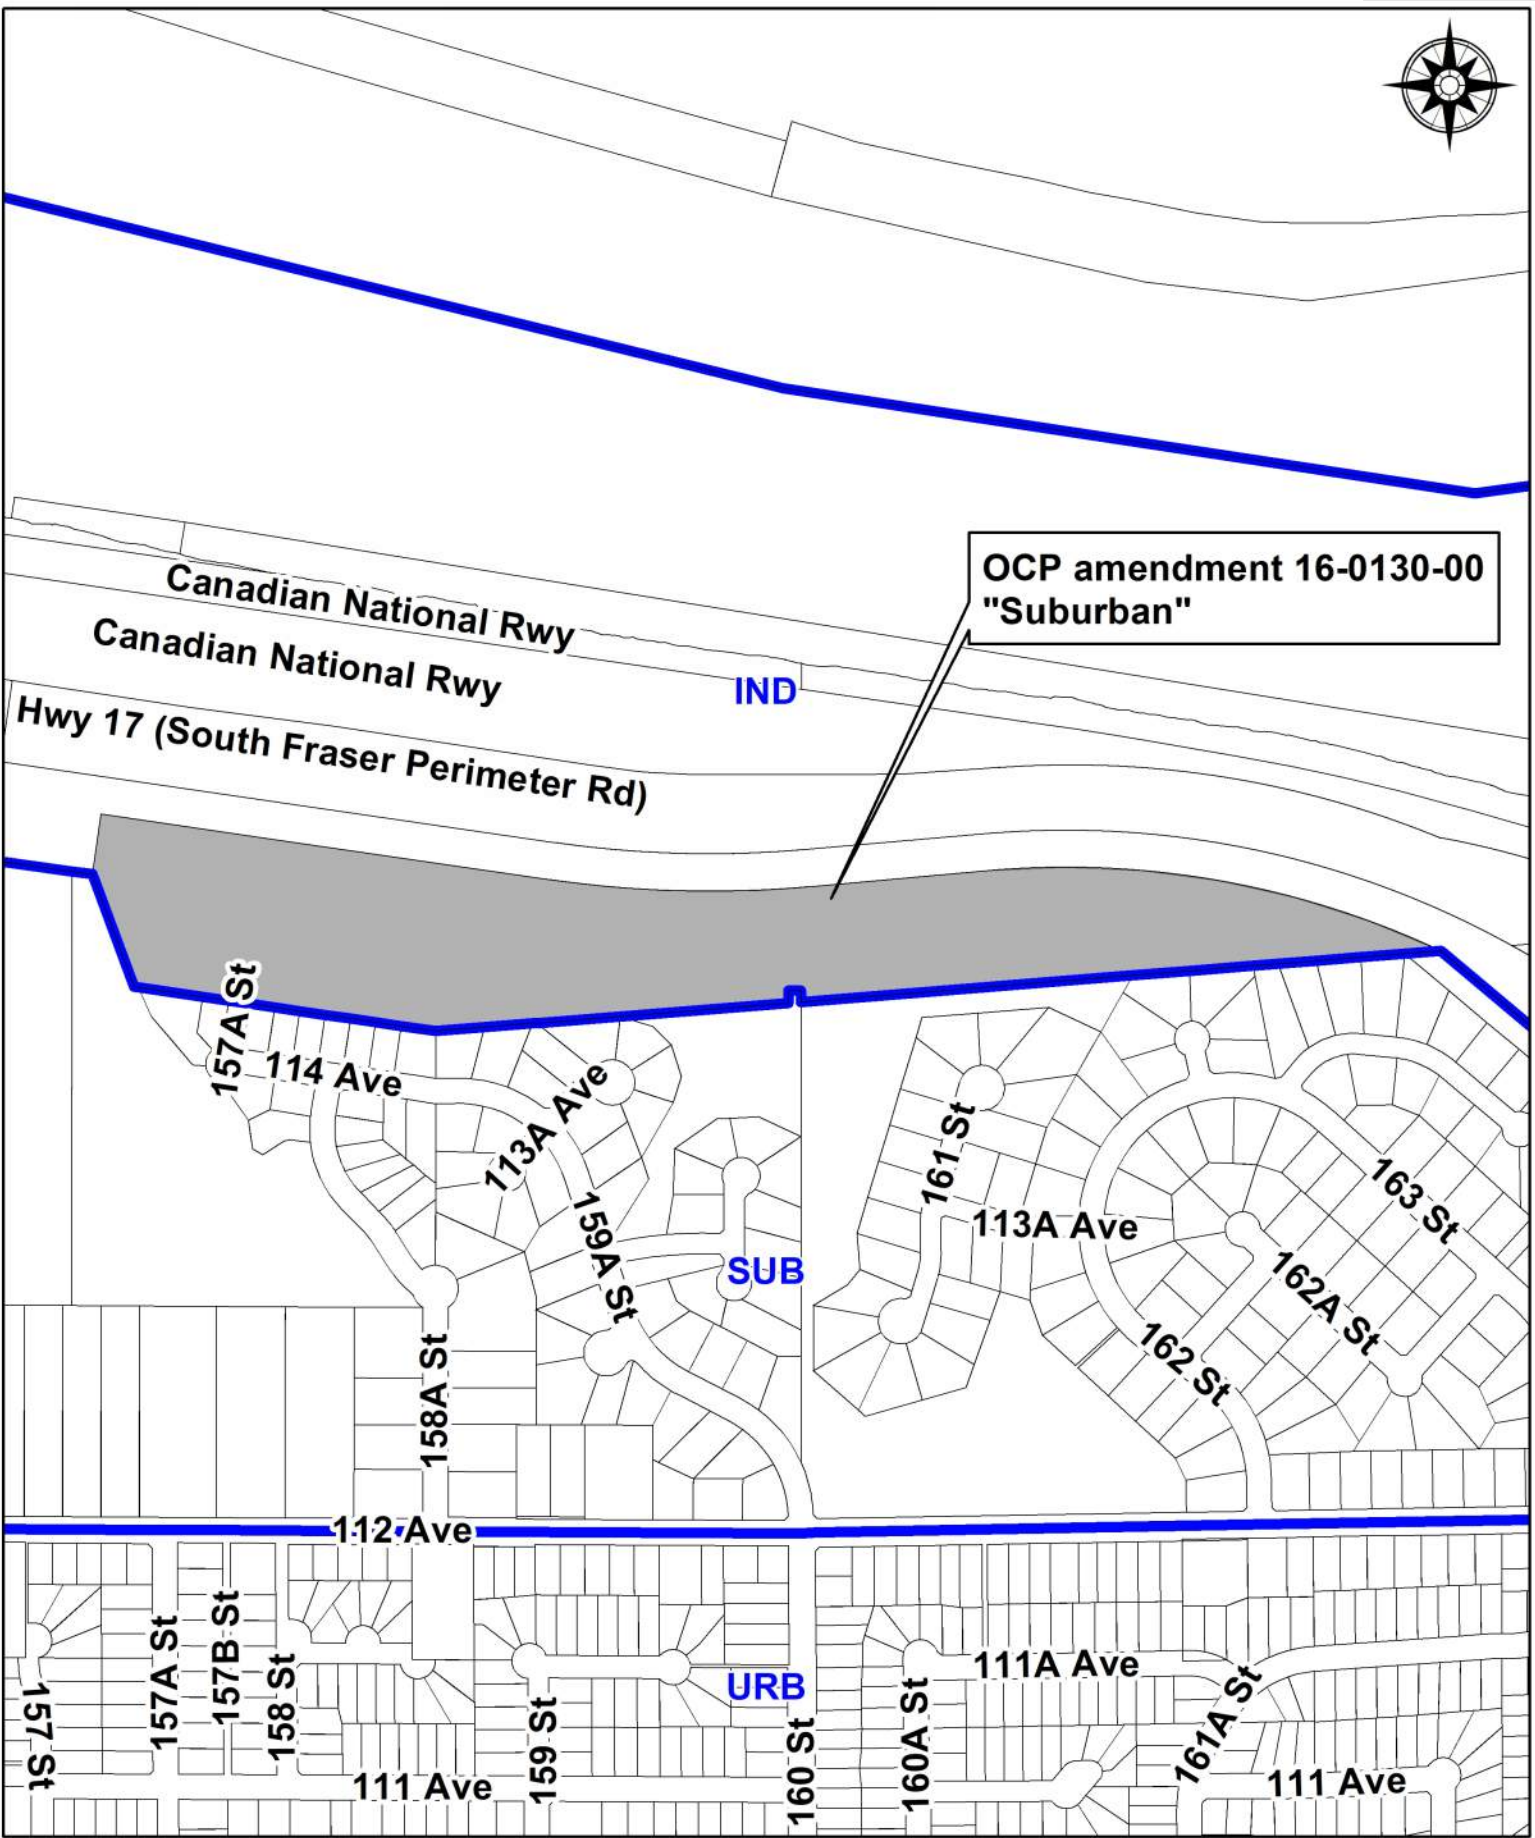 OCP amendment 16-0130-00
"Suburban"
Canadian National Rwy
Canadian National Rwy
IND
Hwy 17 (South Fraser Perimeter Rd)
157A St
114 Ave
113A Ave
161 St
163 St
113A Ave
159A St
SUB
162A St
162 St
158A St
112 Ave
157A St
157B St
158 St
157 St
159 St
URB
160 St
160A St
111A Ave
161A St
111 Ave
111 Ave